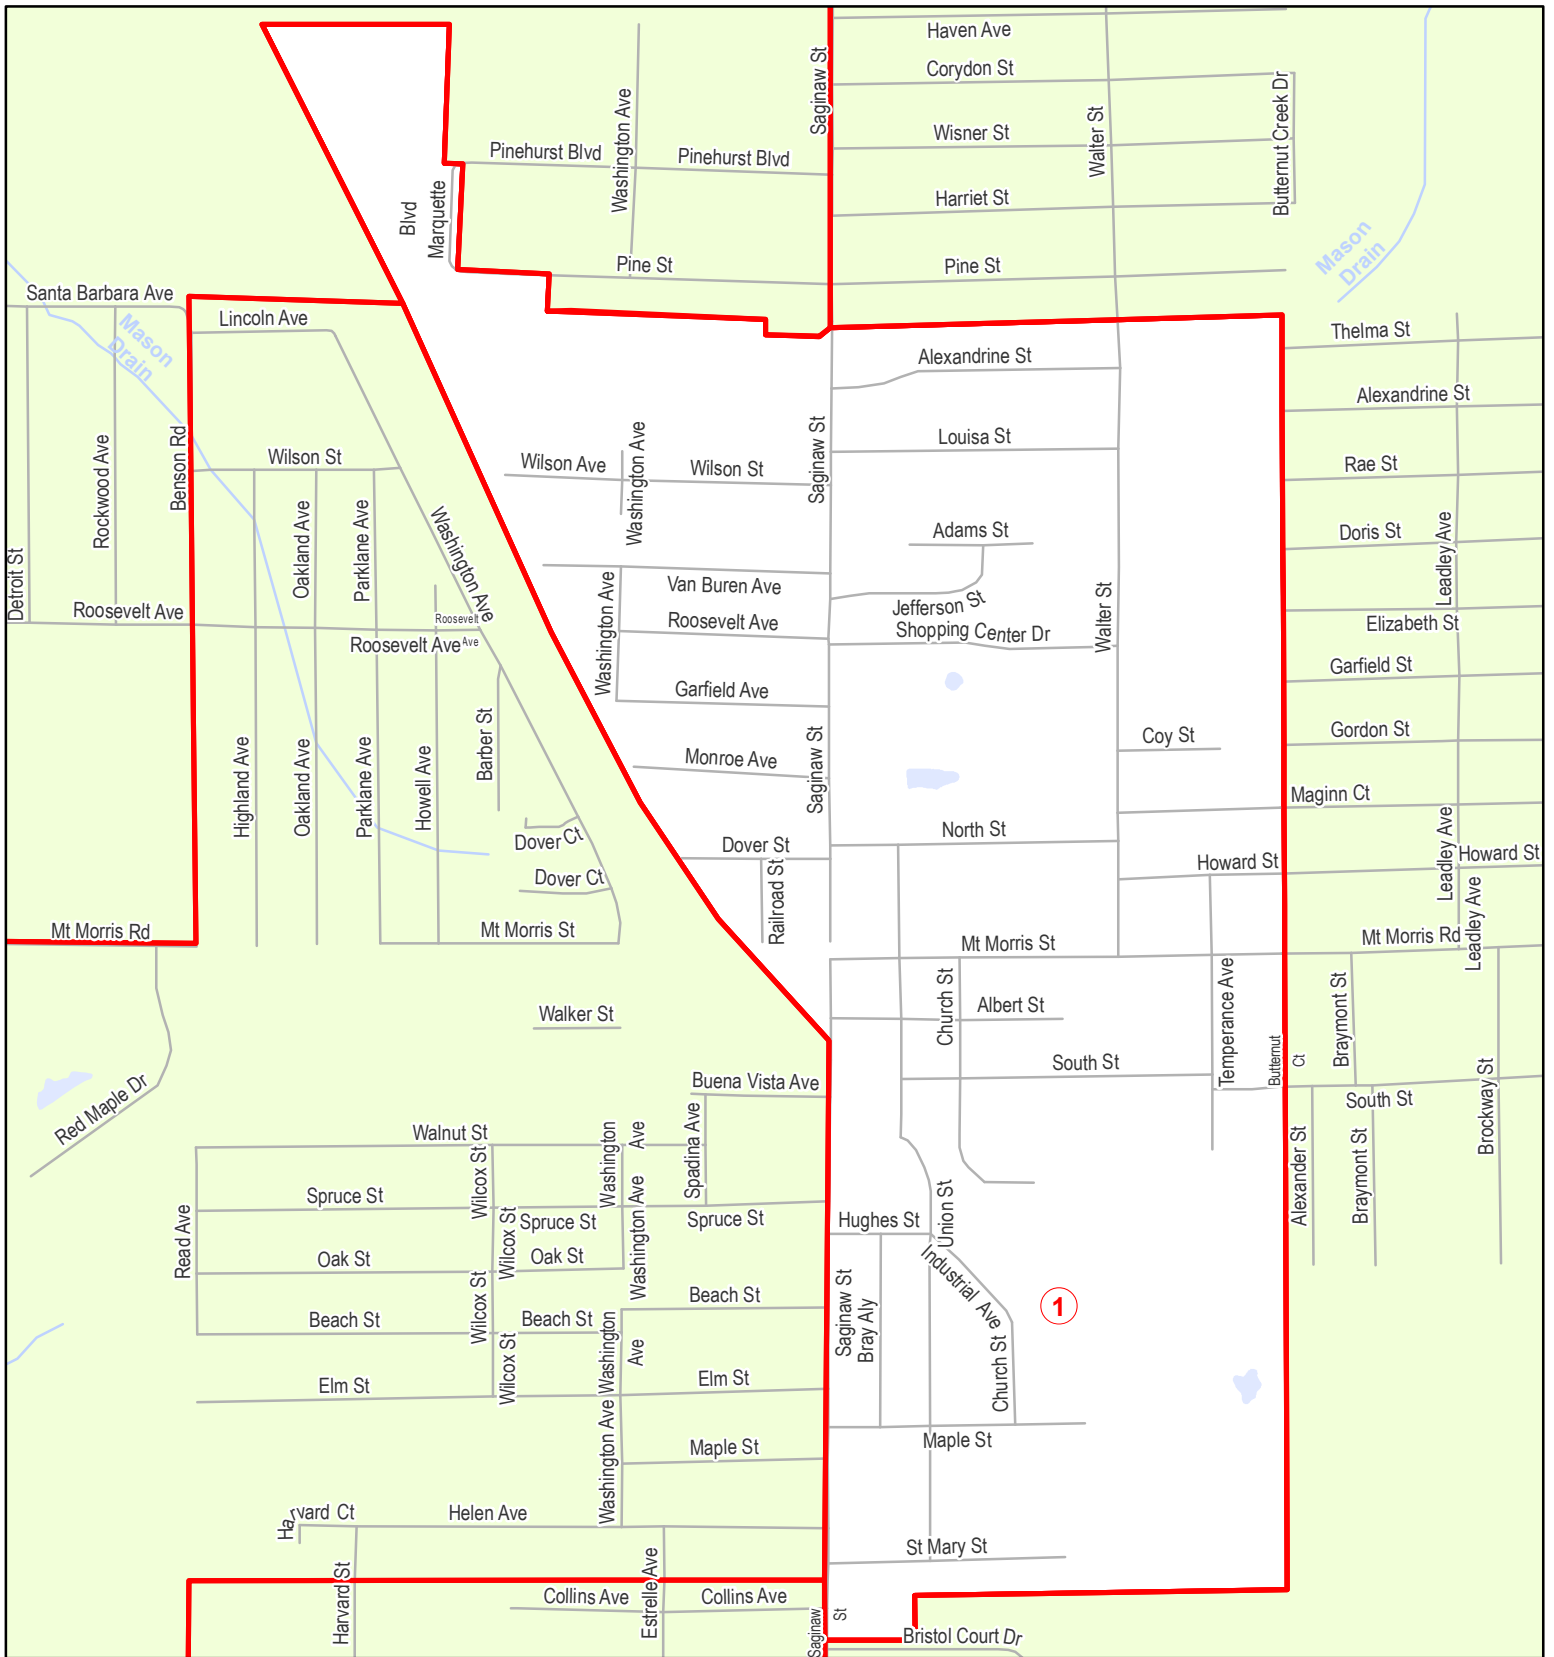 Haven Ave
Corydon St
Wisner St
Harriet St
Pine St
Walter St
Butternut Creek Dr
Mason
Drain
Saginaw St
Washington Ave
Pinehurst Blvd
Pinehurst Blvd
Blvd
Marquette
Pine St
Santa Barbara Ave
Mason
Drain
Lincoln Ave
Benson Rd
Rockwood Ave
Detroit St
Wilson St
Oakland Ave
Parklane Ave
Washington Ave
Roosevelt Ave
Roosevelt
Ave
Roosevelt Ave
Highland Ave
Oakland Ave
Parklane Ave
Howell Ave
Barber St
Dover Ct
Dover Ct
Mt Morris Rd
Mt Morris St
Alexandrine St
Louisa St
Saginaw St
Wilson Ave
Washington Ave
Wilson St
Adams St
Van Buren Ave
Washington Ave
Roosevelt Ave
Jefferson St
Shopping Center Dr
Walter St
Garfield Ave
Monroe Ave
Saginaw St
Coy St
Dover St
Railroad St
North St
Howard St
Mt Morris St
Thelma St
Alexandrine St
Rae St
Doris St
Leadley Ave
Elizabeth St
Garfield St
Gordon St
Maginn Ct
Leadley Ave
Howard St
Leadley Ave
Mt Morris Rd
Church St
Albert St
South St
Temperance Ave
Butternut
Ct
Braymont St
South St
Brockway St
Alexander St
Braymont St
Walker St
Red Maple Dr
Buena Vista Ave
Walnut St
Wilcox St
Washington
Ave
Spadina Ave
Spruce St
Spruce St
Spruce St
Read Ave
Oak St
Wilcox St
Oak St
Washington Ave
Beach St
Beach St
Beach St
Wilcox St
Washington
Ave
Elm St
Wilcox St
Elm St
Washington Ave
Maple St
Harvard Ct
Helen Ave
Harvard St
Collins Ave
Estrelle Ave
Collins Ave
Hughes St
Union St
Industrial Ave
Saginaw St
Bray Aly
Church St
1
Maple St
St Mary St
Saginaw
St
Bristol Court Dr